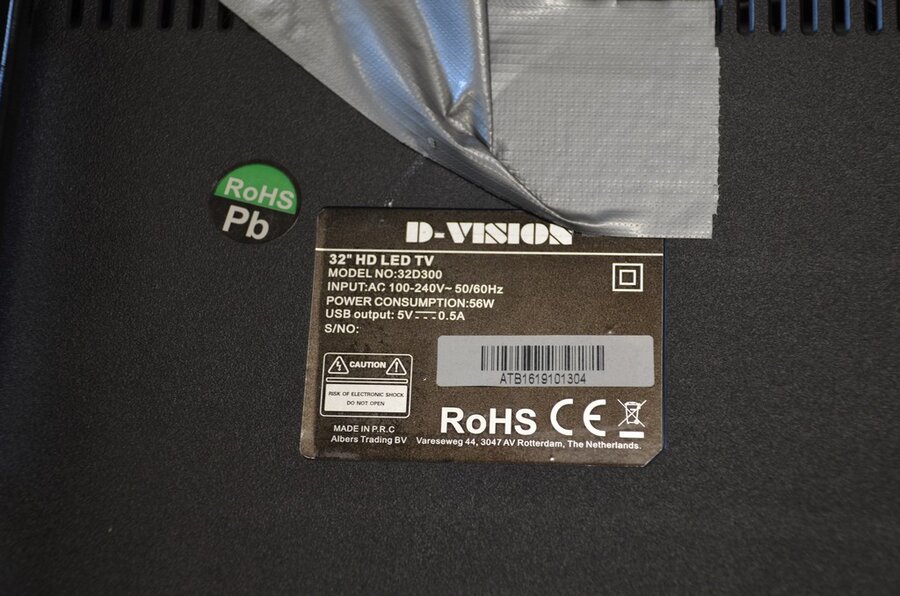 RoHS
Pb
D-VISION
32" HD LED TV
MODEL NO:32D300
INPUT:AC 100-240V~ 50/60Hz
POWER CONSUMPTION:56W
USB output: 5V⎓0.5A
S/NO:
ATB1619101304
CAUTION
RISK OF ELECTRONIC SHOCK
DO NOT OPEN
RoHS CE
MADE IN P.R.C
Albers Trading BV Vareseweg 44, 3047 AV Rotterdam, The Netherlands.